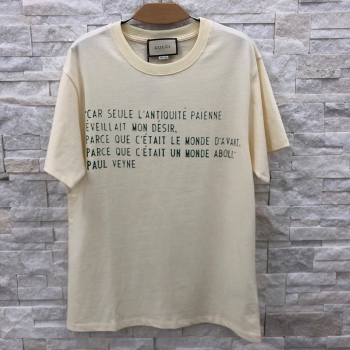 GUCCI
"CAR SEULE L'ANTIQUITÉ PAÏENNE
ÉVEILLAIT MON DÉSIR,
PARCE QUE C'ÉTAIT LE MONDE D'AVANT,
PARCE QUE C'ÉTAIT UN MONDE ABOLI"
PAUL VEYNE